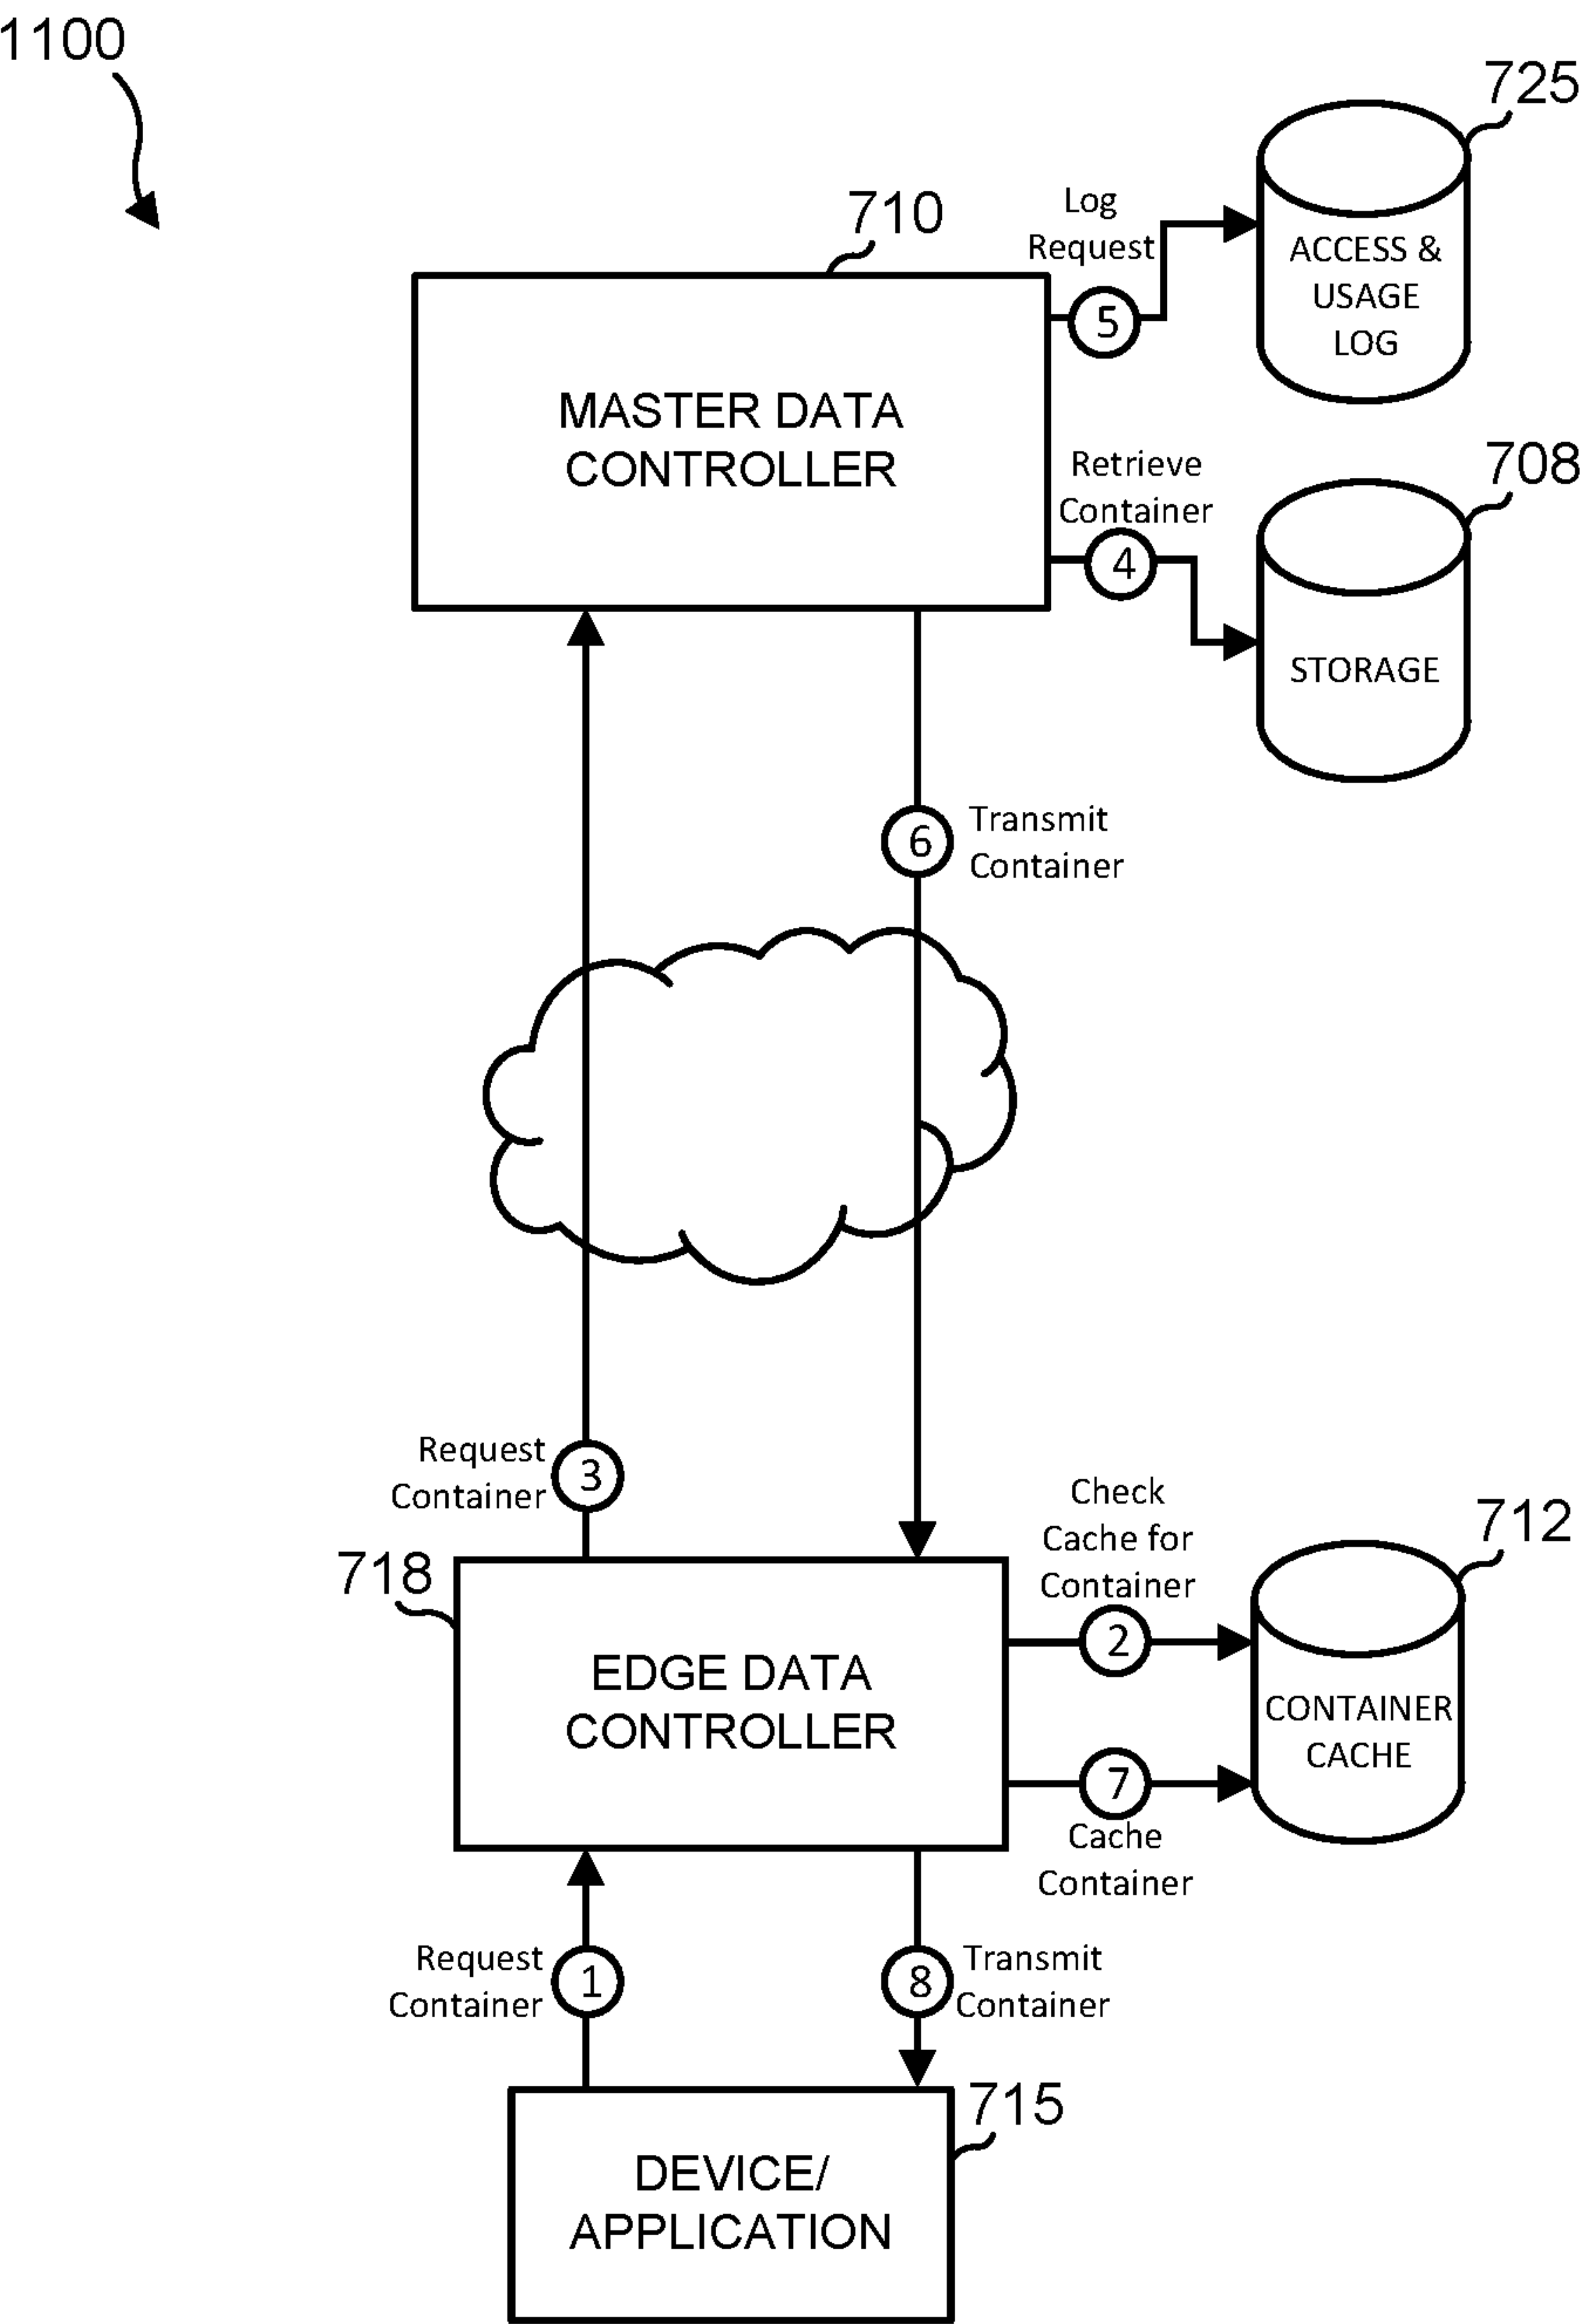 1100
725
710
Log
Request
5
ACCESS &
USAGE
LOG
MASTER DATA
CONTROLLER
708
Retrieve
Container
4
STORAGE
6
Transmit
Container
Request
Container
3
Check
Cache for
Container
712
718
2
EDGE DATA
CONTROLLER
CONTAINER
CACHE
7
Cache
Container
Request
Container
1
8
Transmit
Container
715
DEVICE/
APPLICATION